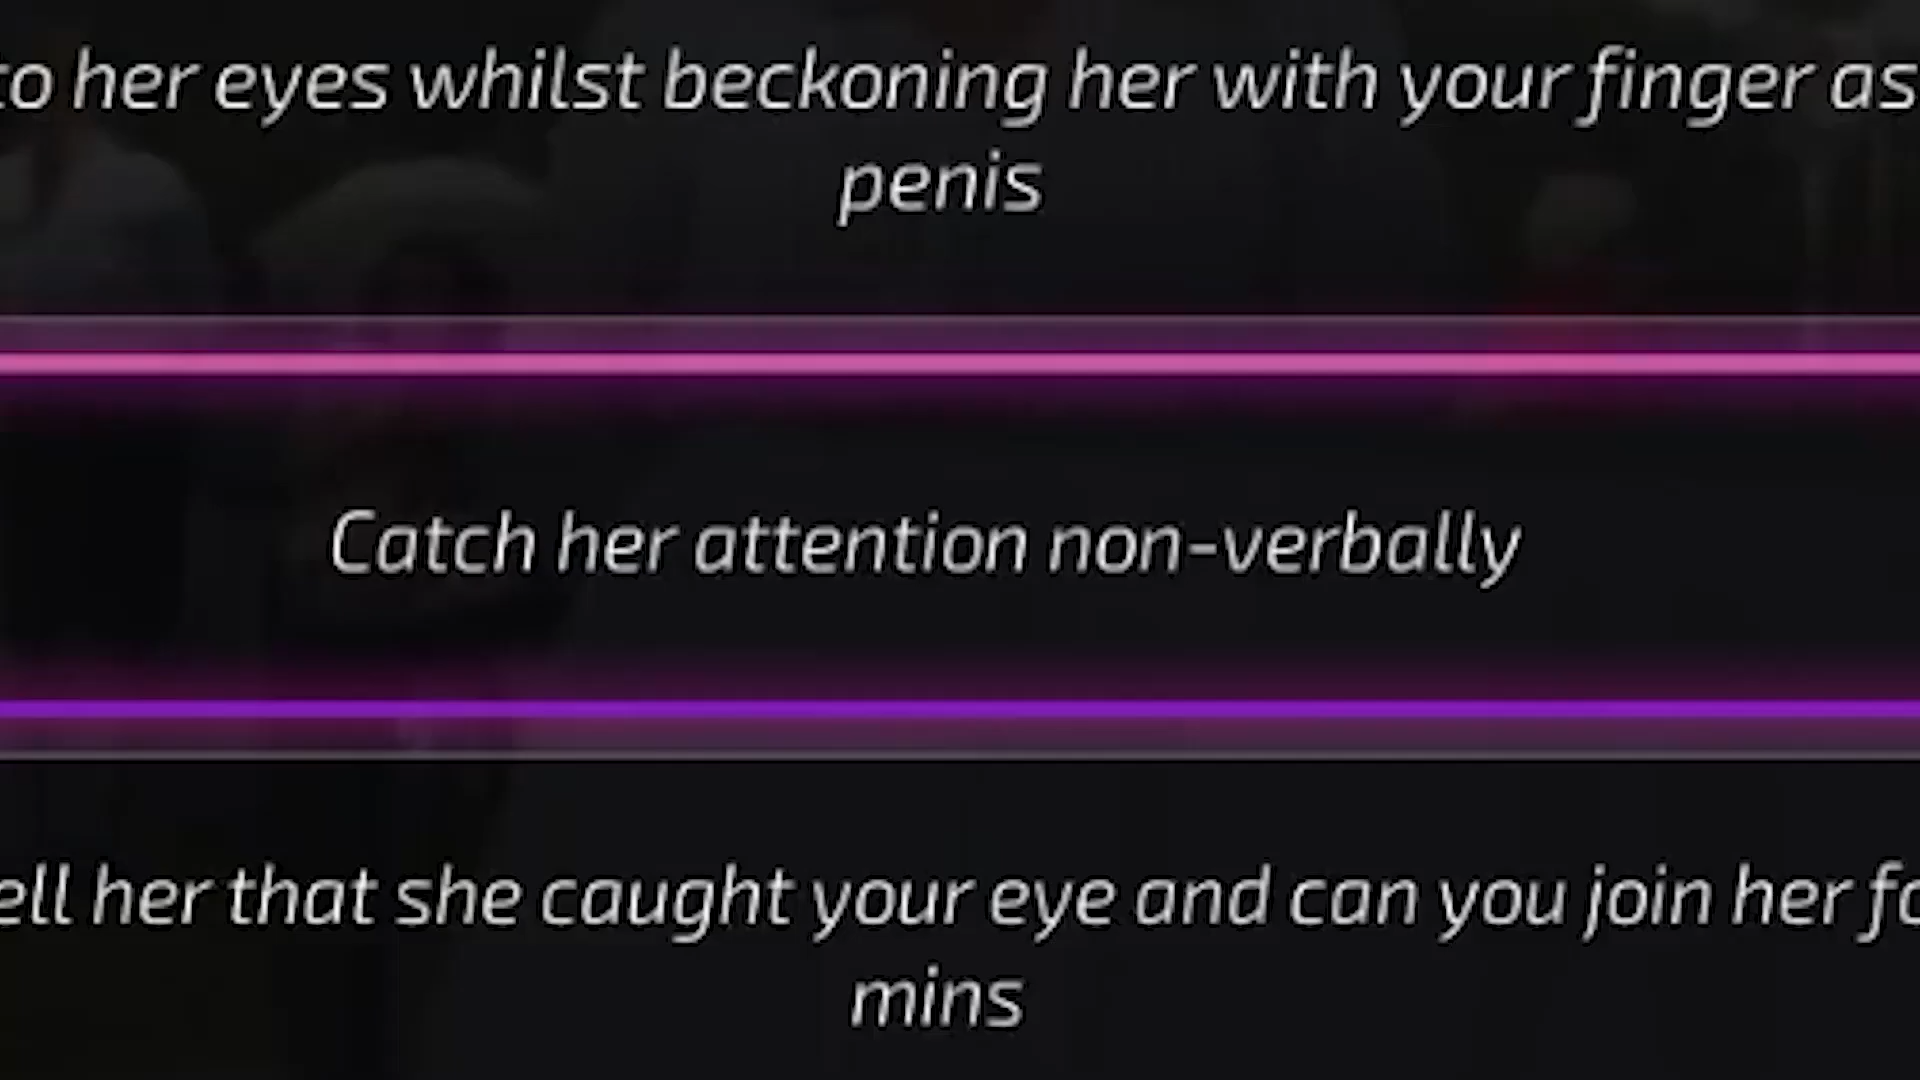 to her eyes whilst beckoning her with your finger as
penis
Catch her attention non-verbally
ell her that she caught your eye and can you join her fo
mins